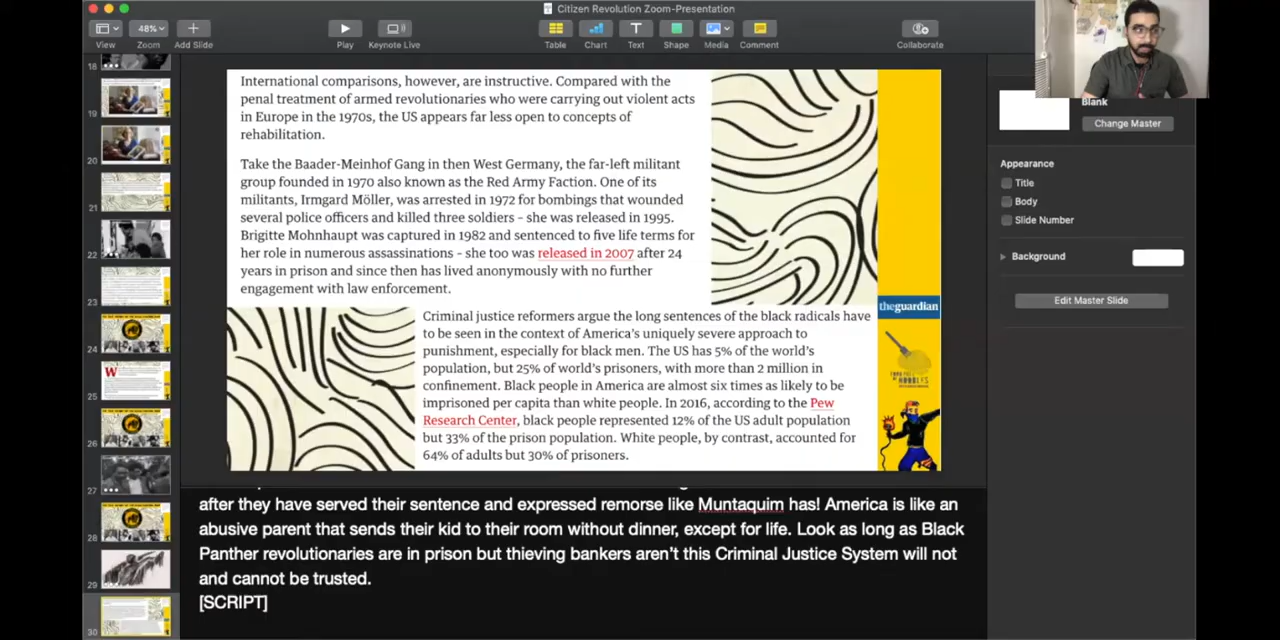 Citizen Revolution Zoom-Presentation
48%
View
Zoom
Add Slide
Play
Keynote Live
Table
Chart
Text
Shape
Media
Comment
Collaborate
18
19
20
21
22
23
24
25
26
27
28
29
30
International comparisons, however, are instructive. Compared with the
penal treatment of armed revolutionaries who were carrying out violent acts
in Europe in the 1970s, the US appears far less open to concepts of
rehabilitation.
Take the Baader-Meinhof Gang in then West Germany, the far-left militant
group founded in 1970 also known as the Red Army Faction. One of its
militants, Irmgard Möller, was arrested in 1972 for bombings that wounded
several police officers and killed three soldiers – she was released in 1995.
Brigitte Mohnhaupt was captured in 1982 and sentenced to five life terms for
her role in numerous assassinations – she too was released in 2007 after 24
years in prison and since then has lived anonymously with no further
engagement with law enforcement.
theguardian
Criminal justice reformers argue the long sentences of the black radicals have
to be seen in the context of America's uniquely severe approach to
punishment, especially for black men. The US has 5% of the world's
population, but 25% of world's prisoners, with more than 2 million in
confinement. Black people in America are almost six times as likely to be
imprisoned per capita than white people. In 2016, according to the Pew
Research Center, black people represented 12% of the US adult population
but 33% of the prison population. White people, by contrast, accounted for
64% of adults but 30% of prisoners.
after they have served their sentence and expressed remorse like Muntaquim has! America is like an
abusive parent that sends their kid to their room without dinner, except for life. Look as long as Black
Panther revolutionaries are in prison but thieving bankers aren't this Criminal Justice System will not
and cannot be trusted.
[SCRIPT]
Blank
Change Master
Appearance
Title
Body
Slide Number
Background
Edit Master Slide